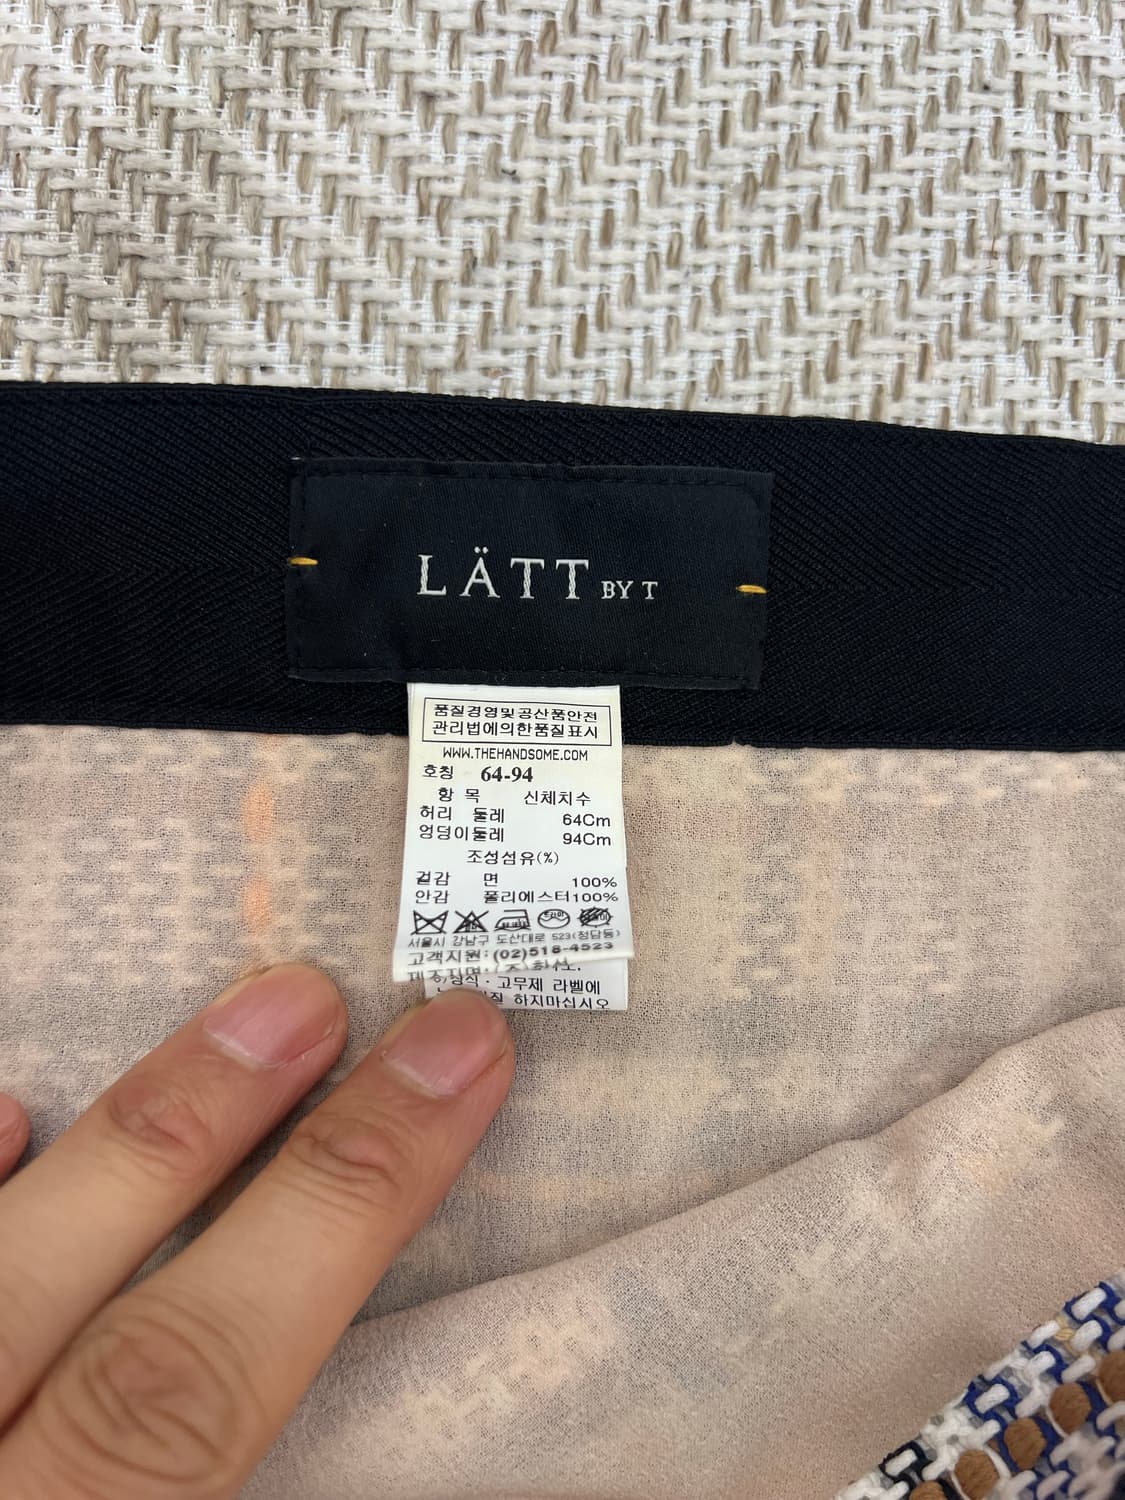 LÄTT BY T
품질경영및공산품안전
관리법에의한품질표시
WWW.THEHANDSOME.COM
호칭 64-94
항 목 신체치수
허리 둘레 64Cm
엉덩이둘레 94Cm
조성섬유(%)
겉감 면 100%
안감 폴리에스터100%
서울시 강남구 도산대로 523(청담동)
고객지원:(02)518-4523
고무제 라벨에
하지마십시오